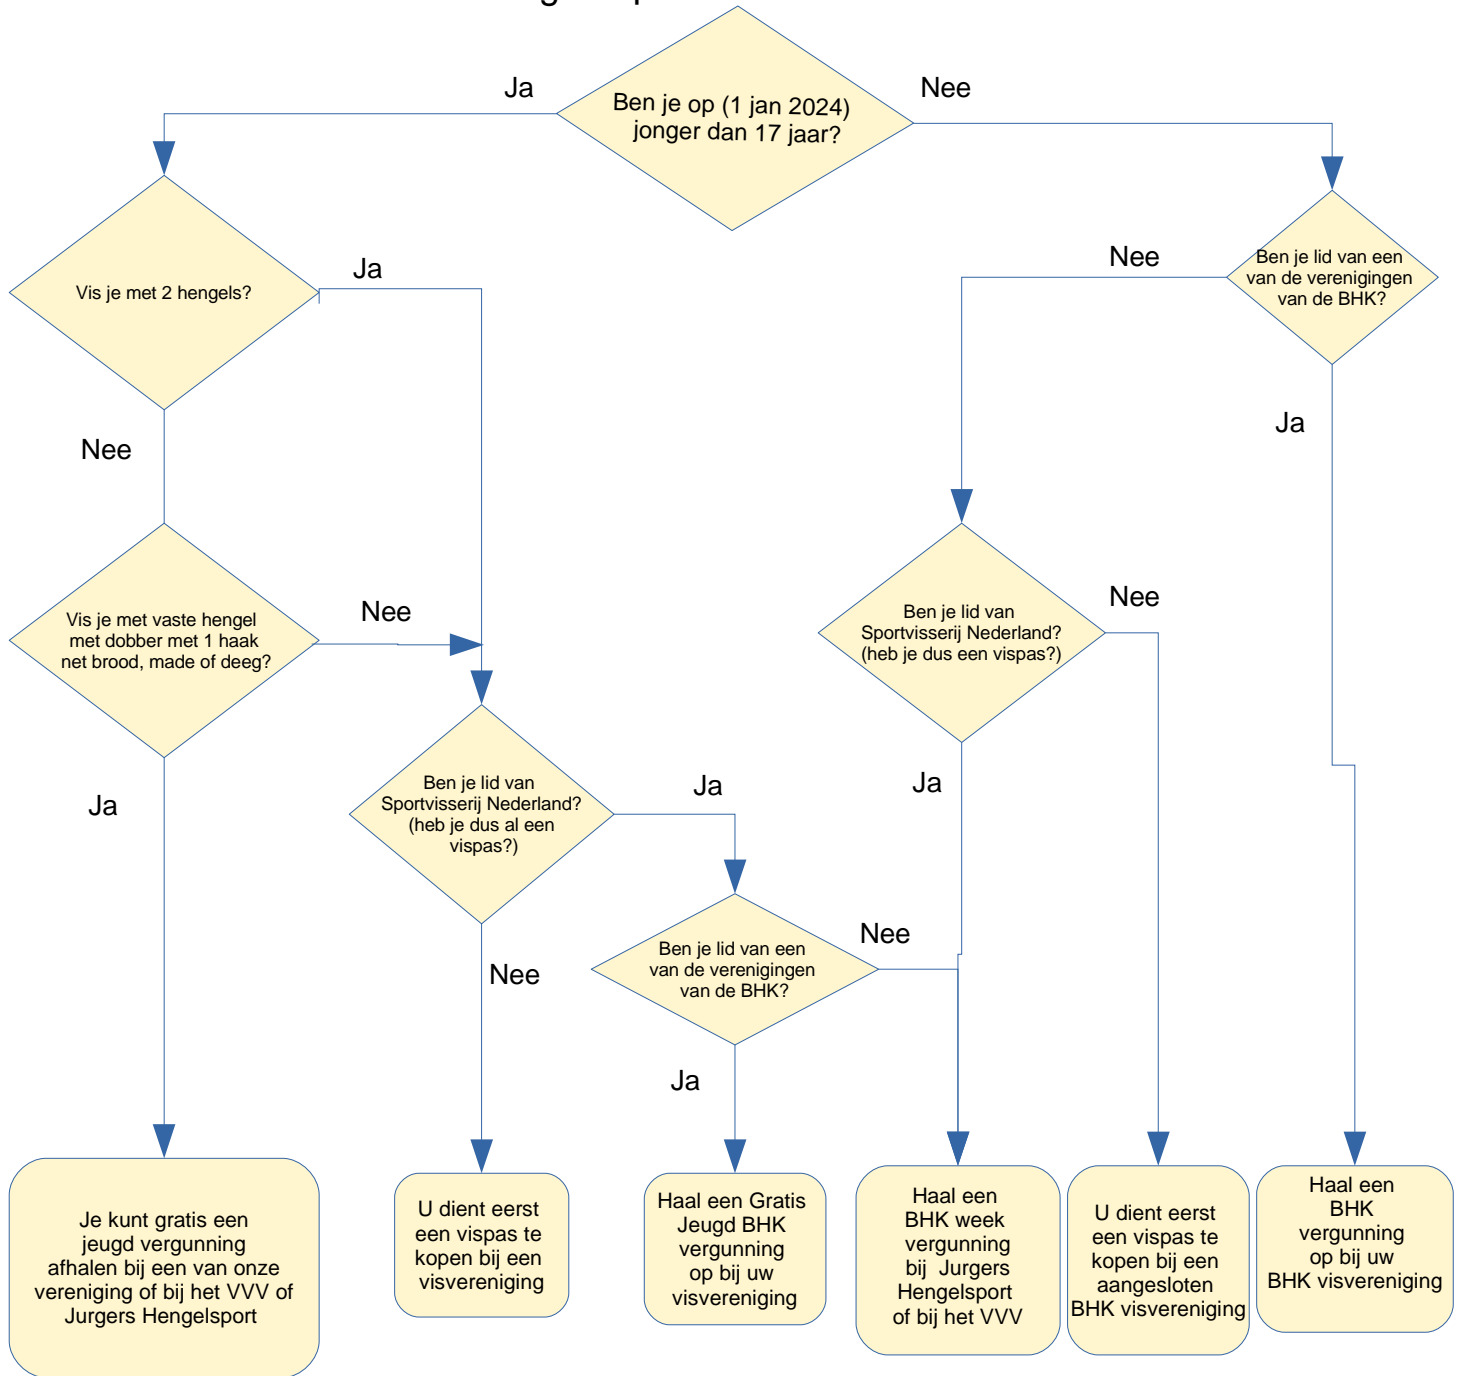 Ja
Nee
Ben je op (1 jan 2024)
jonger dan 17 jaar?
Vis je met 2 hengels?
Ja
Nee
Ben je lid van een
van de verenigingen
van de BHK?
Nee
Ja
Vis je met vaste hengel
met dobber met 1 haak
net brood, made of deeg?
Nee
Ben je lid van
Sportvisserij Nederland?
(heb je dus een vispas?)
Nee
Ja
Ben je lid van
Sportvisserij Nederland?
(heb je dus al een
vispas?)
Ja
Ja
Ben je lid van een
van de verenigingen
van de BHK?
Nee
Nee
Ja
Je kunt gratis een
jeugd vergunning
afhalen bij een van onze
vereniging of bij het VVV of
Jurgers Hengelsport
U dient eerst
een vispas te
kopen bij een
visvereniging
Haal een Gratis
Jeugd BHK
vergunning
op bij uw
visvereniging
Haal een
BHK week
vergunning
bij Jurgers
Hengelsport
of bij het VVV
U dient eerst
een vispas te
kopen bij een
aangesloten
BHK visvereniging
Haal een
BHK
vergunning
op bij uw
BHK visvereniging